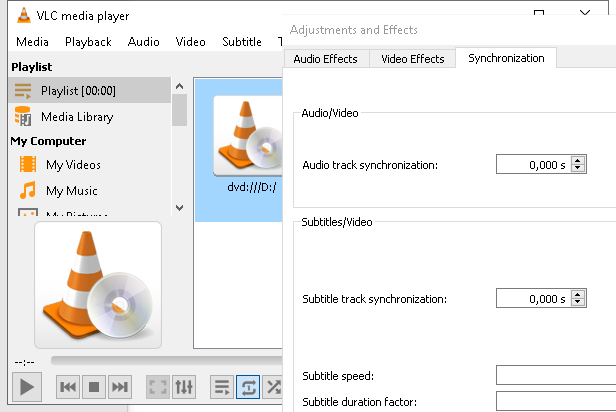 VLC media player
Media Playback Audio Video Subtitle T
Playlist
Playlist [00:00]
Media Library
My Computer
My Videos
My Music
My Pictures
dvd:///D:/
--:--
Adjustments and Effects
Audio Effects Video Effects Synchronization
Audio/Video
Audio track synchronization: 0,000 s
Subtitles/Video
Subtitle track synchronization: 0,000 s
Subtitle speed:
Subtitle duration factor: